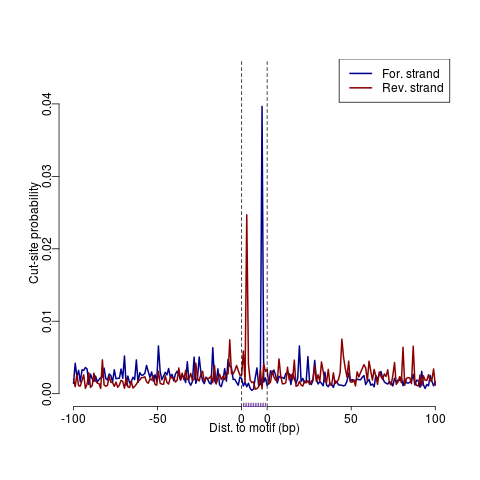 For. strand
Rev. strand
Cut-site probability
0.04
0.03
0.02
0.01
0.00
-100
-50
0
0
50
100
Dist. to motif (bp)